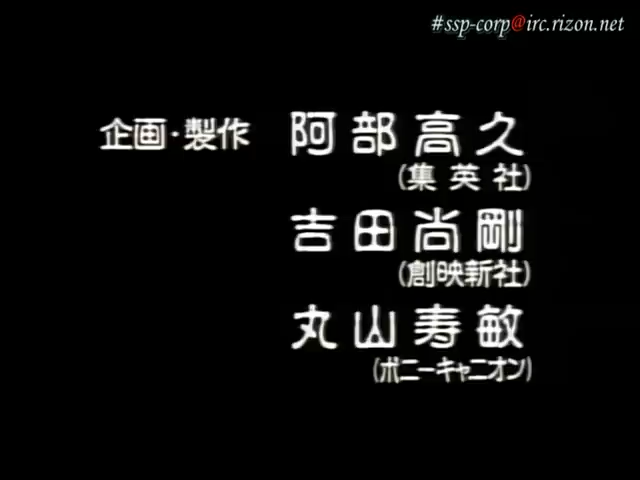 #ssp-corp@irc.rizon.net
企画・製作 阿部高久
(集英社)
吉田尚剛
(創映新社)
丸山寿敏
(ポニーキャニオン)